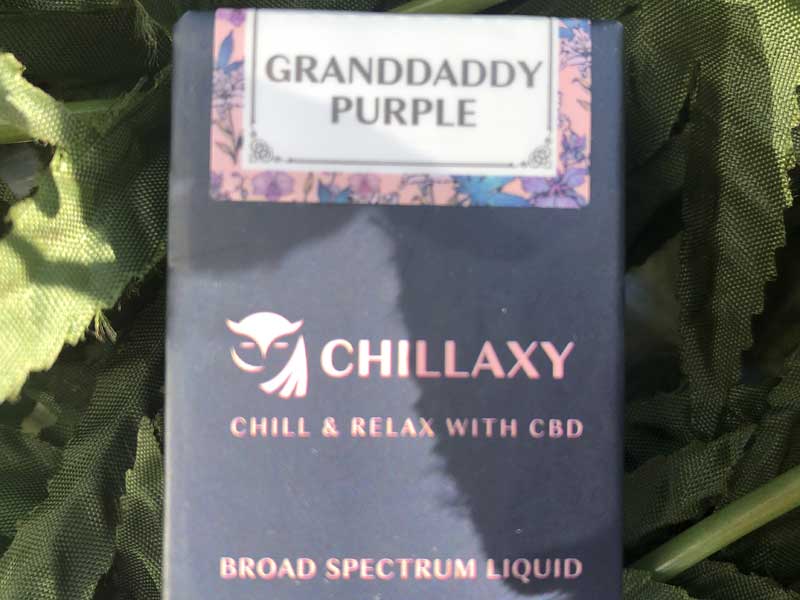 GRANDDADDY
PURPLE
CHILLAXY
CHILL & RELAX WITH CBD
BROAD SPECTRUM LIQUID